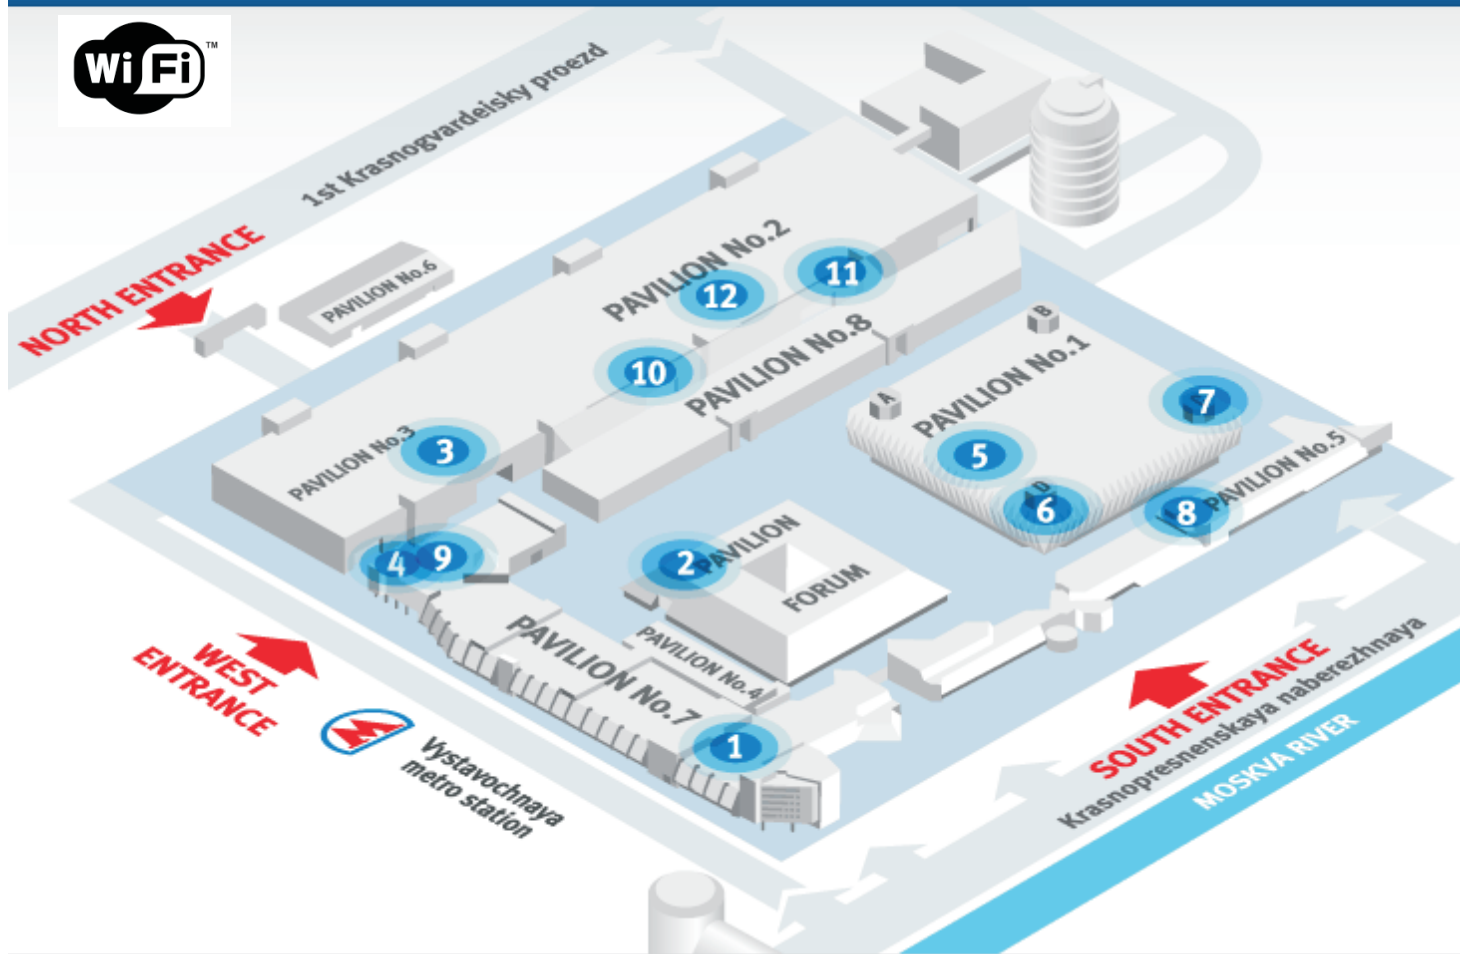 WiFi™
1st Krasnogvardeisky proezd
NORTH ENTRANCE
PAVILION No.6
PAVILION No.2
11
12
B
PAVILION No.8
10
PAVILION No.1
A
7
PAVILION No.3
3
5
PAVILION No.5
D
6
8
4
9
2
PAVILION
FORUM
WEST
ENTRANCE
PAVILION No.7
PAVILION No.4
1
SOUTH ENTRANCE
Krasnopresnenskaya naberezhnaya
MOSKVA RIVER
M
Vystavochnaya
metro station